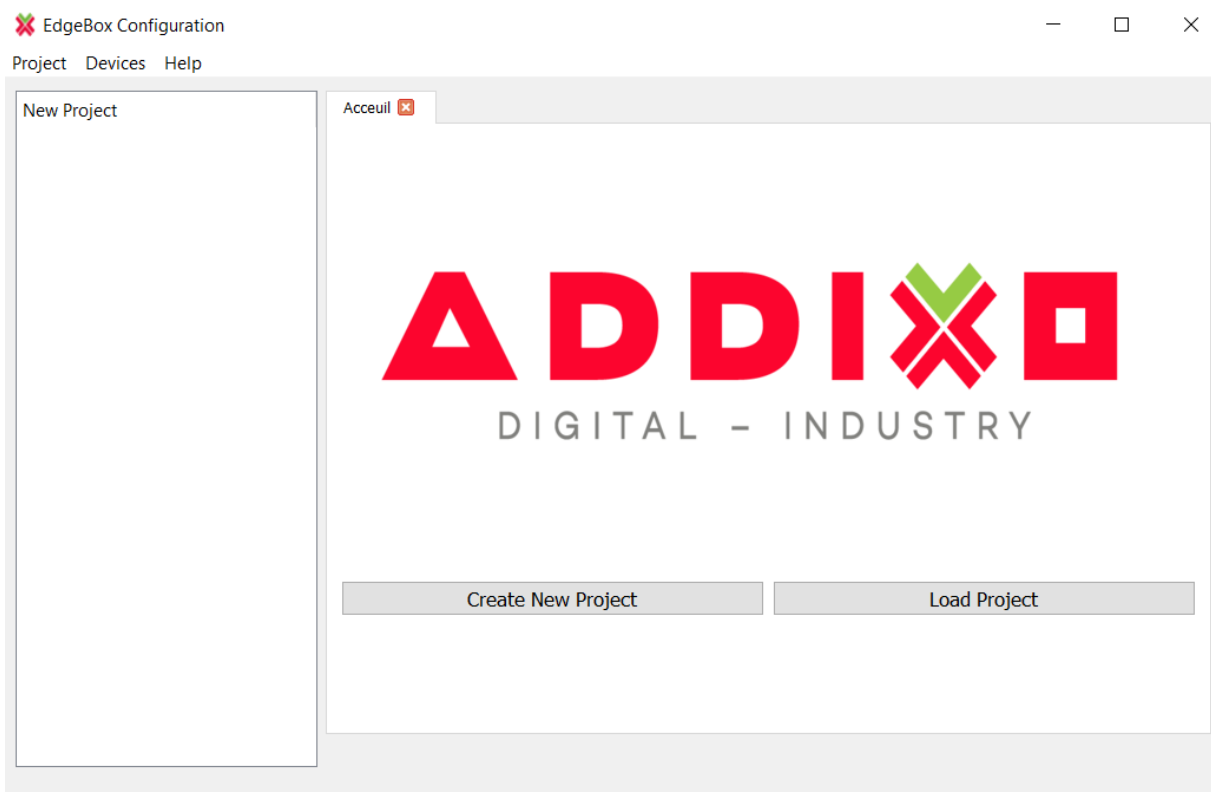 EdgeBox Configuration
Project Devices Help
New Project
Acceuil
ADDIXO
DIGITAL – INDUSTRY
Create New Project
Load Project